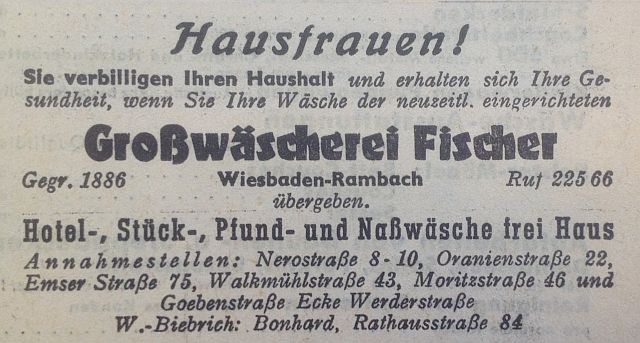 Hausfrauen!
Sie verbilligen Ihren Haushalt und erhalten sich Ihre Ge-
sundheit, wenn Sie Ihre Wäsche der neuzeitl. eingerichteten
Großwäscherei Fischer
Gegr. 1886 Wiesbaden-Rambach Ruf 225 66
übergeben.
Hotel-, Stück-, Pfund- und Naßwäsche frei Haus
Annahmestellen: Nerostraße 8-10, Oranienstraße 22,
Emser Straße 75, Walkmühlstraße 43, Moritzstraße 46 und
Goebenstraße Ecke Werderstraße
W.-Biebrich: Bonhard, Rathausstraße 84